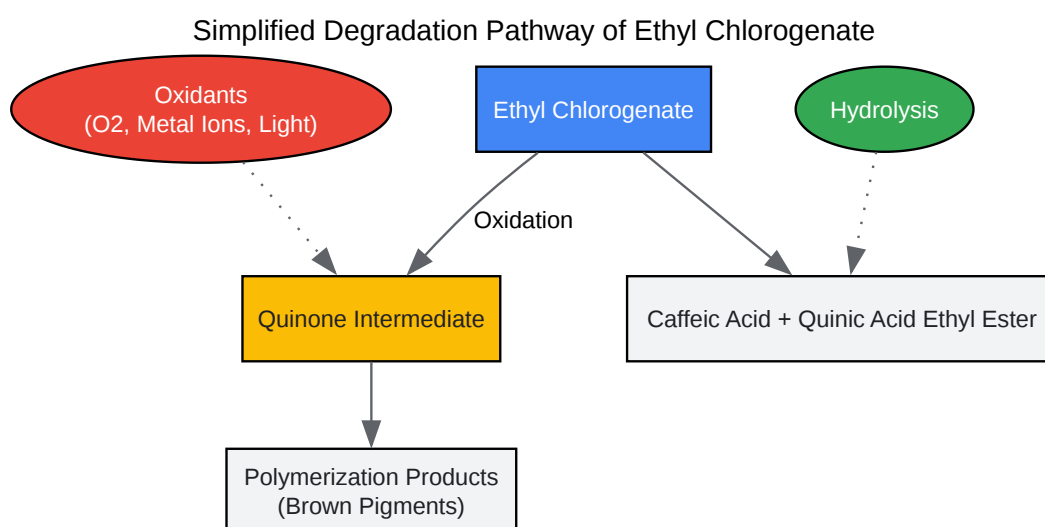 Simplified Degradation Pathway of Ethyl Chlorogenate
Oxidants
(O2, Metal Ions, Light)
Ethyl Chlorogenate
Hydrolysis
Oxidation
Quinone Intermediate
Caffeic Acid + Quinic Acid Ethyl Ester
Polymerization Products
(Brown Pigments)